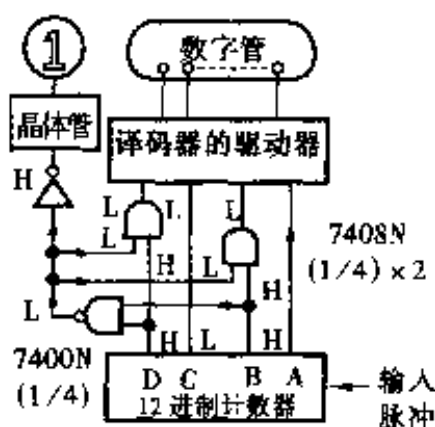 ①
数字管
晶体管
译码器的驱动器
H
L
L
L
L
H
L
7408N
(1/4)×2
L
H
7400N
(1/4)
H
L
H
D C B A
12进制计数器
输入
脉冲